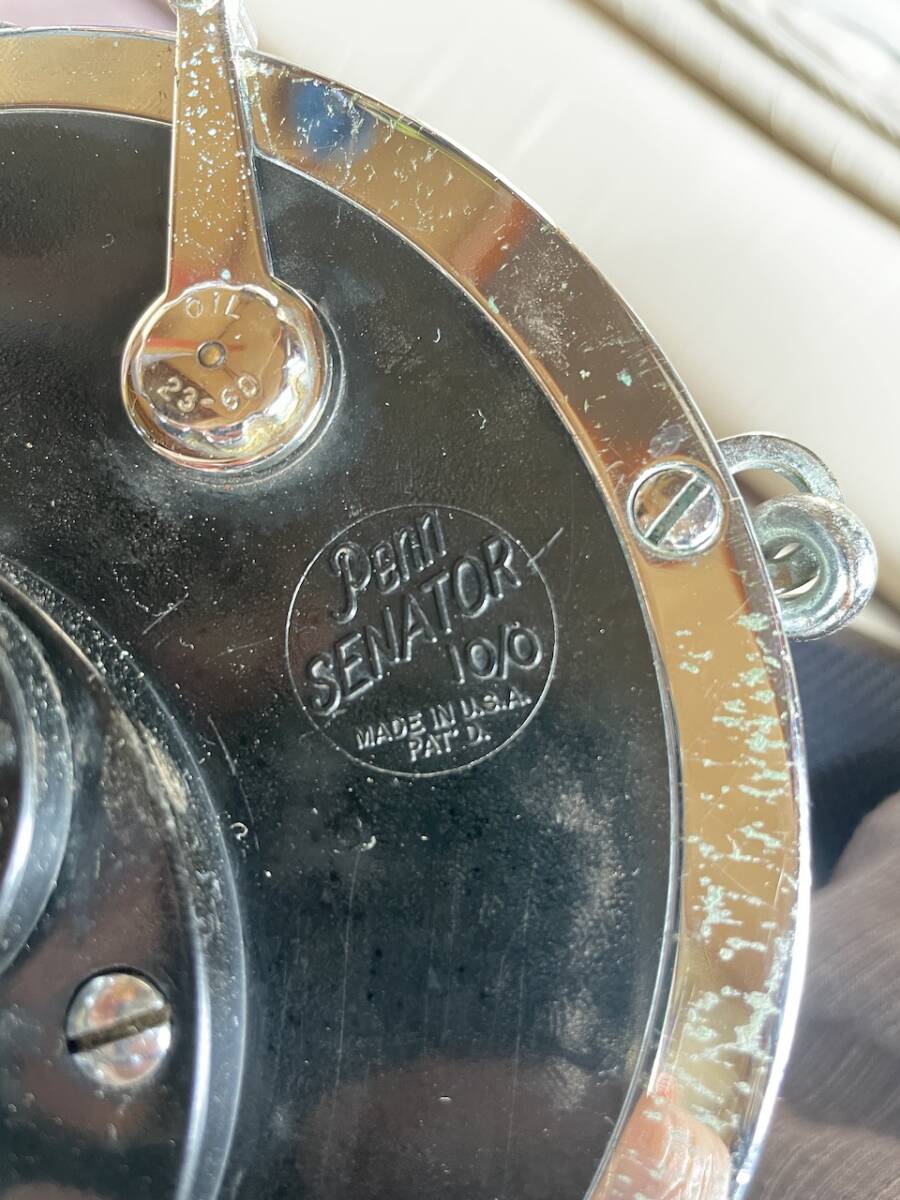 OIL
23-60
Penn
SENATOR
10/0
MADE IN U.S.A.
PAT'D.